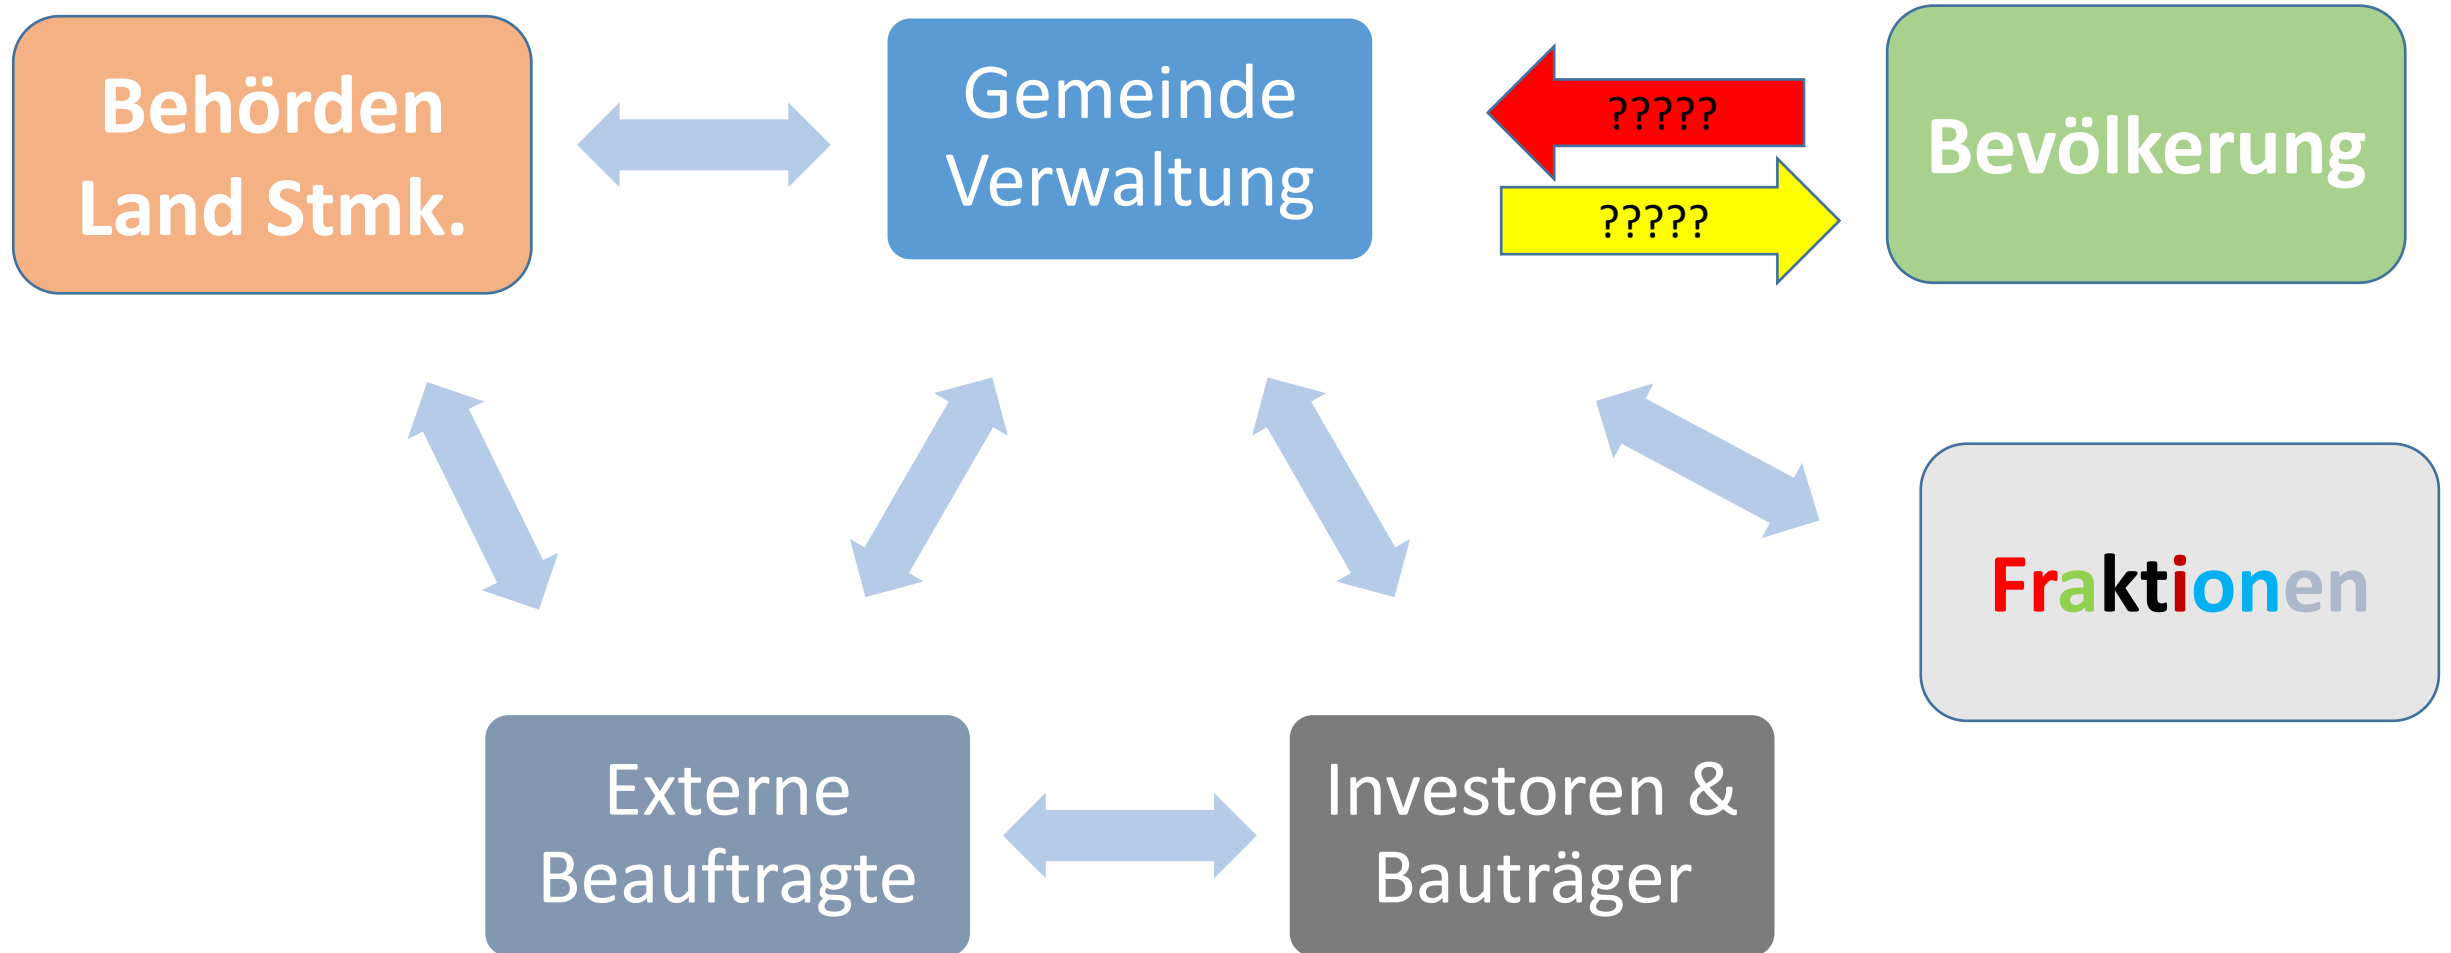 Behörden
Land Stmk.
Gemeinde
Verwaltung
?????
?????
Bevölkerung
Fraktionen
Externe
Beauftragte
Investoren &
Bauträger